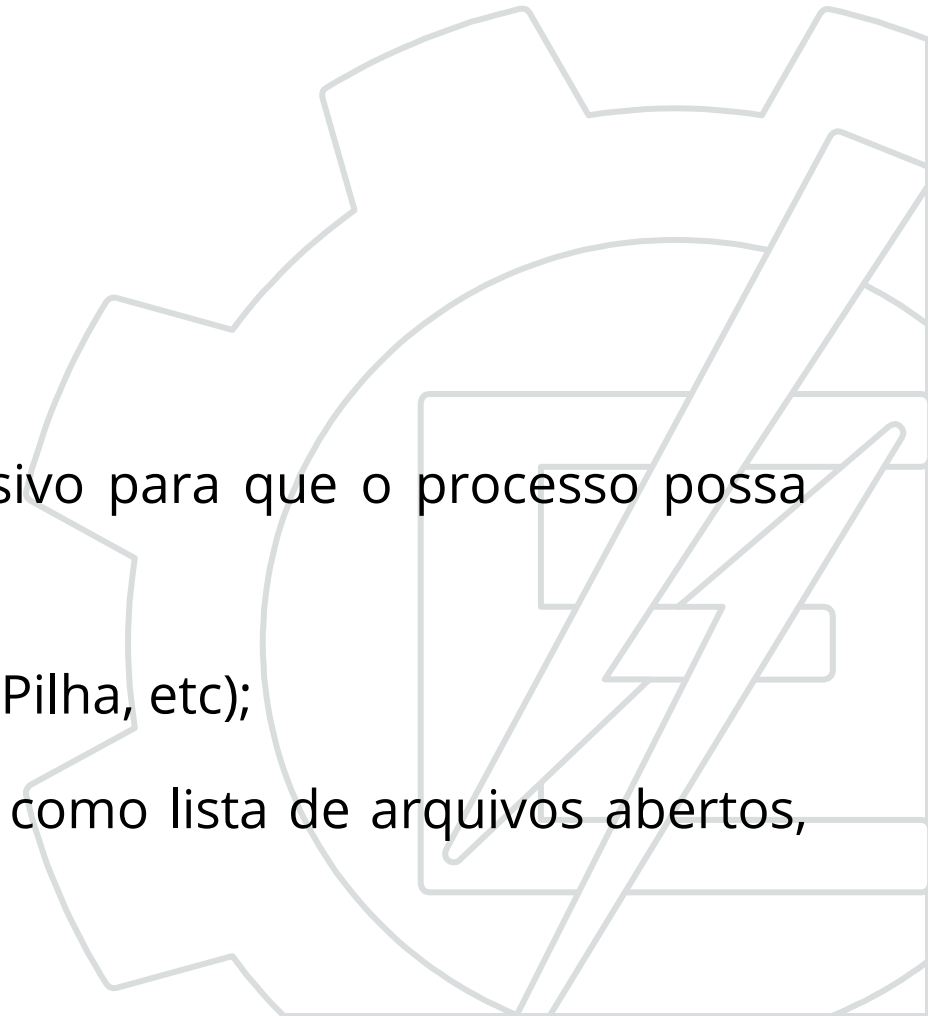 sivo para que o processo possa
Pilha, etc);
como lista de arquivos abertos,